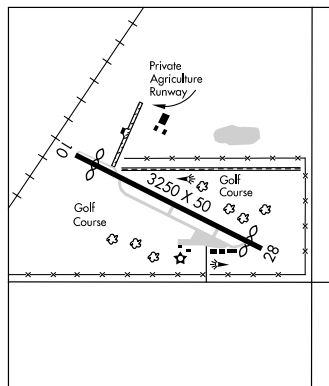 Private
Agriculture
Runway
10
3250 X 50
Golf
Course
Golf
Course
28